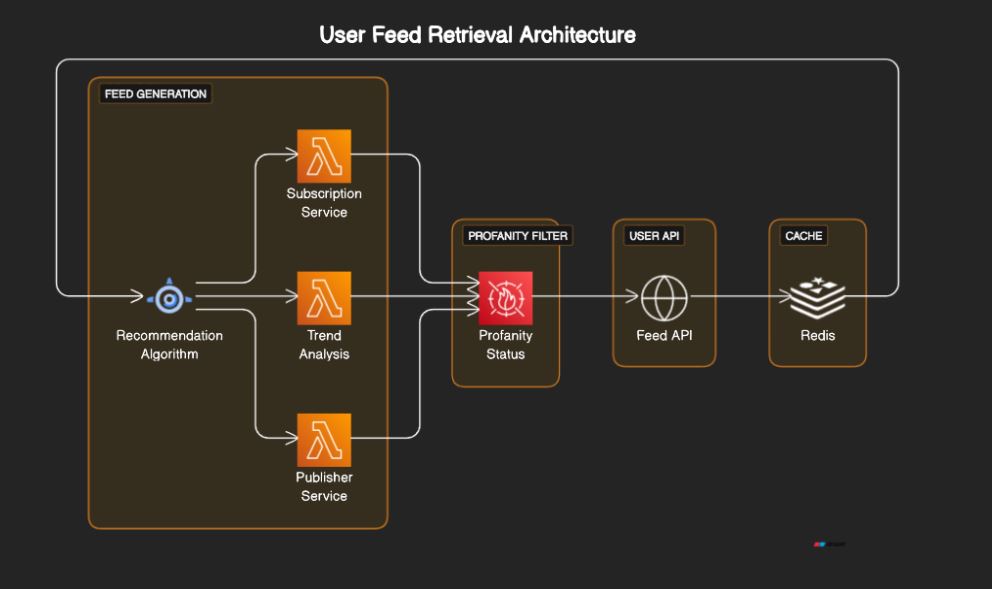 User Feed Retrieval Architecture
FEED GENERATION
Subscription
Service
PROFANITY FILTER
USER API
CACHE
Recommendation
Algorithm
Trend
Analysis
Profanity
Status
Feed API
Redis
Publisher
Service